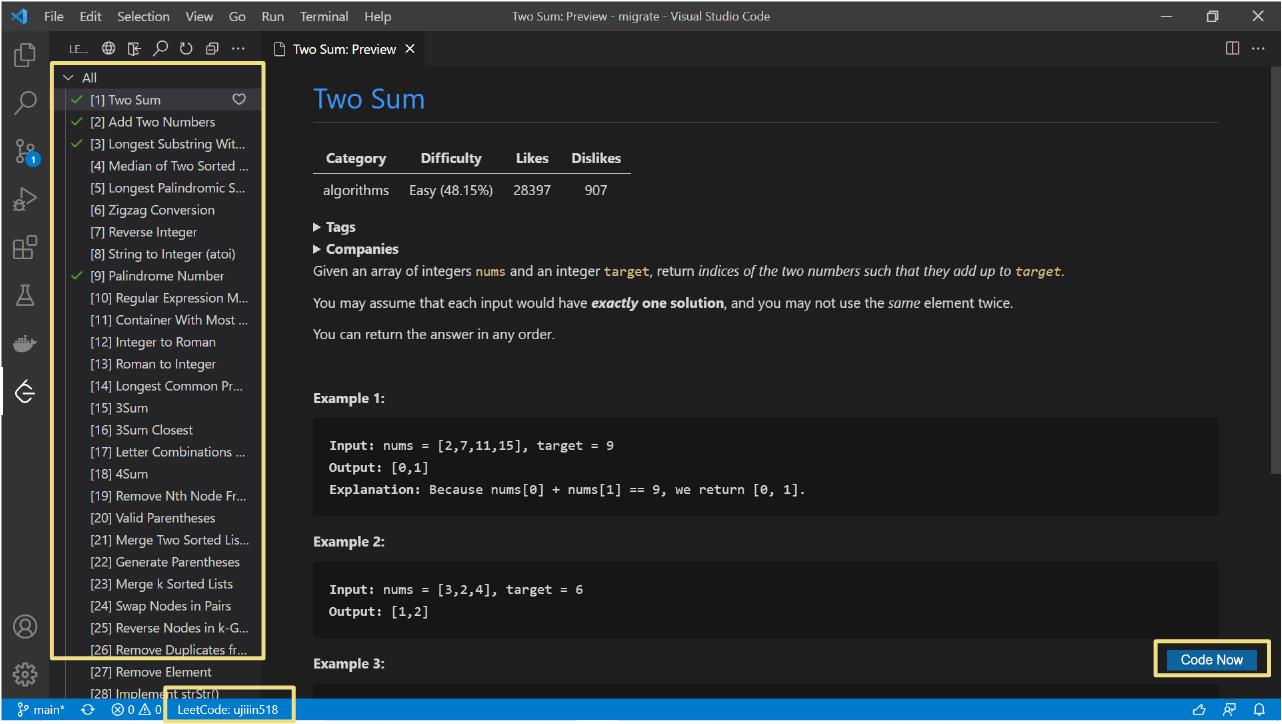 File Edit Selection View Go Run Terminal Help
Two Sum: Preview - migrate - Visual Studio Code
LE...
Two Sum: Preview
All
[1] Two Sum
[2] Add Two Numbers
[3] Longest Substring Wit...
[4] Median of Two Sorted ...
[5] Longest Palindromic S...
[6] Zigzag Conversion
[7] Reverse Integer
[8] String to Integer (atoi)
[9] Palindrome Number
[10] Regular Expression M...
[11] Container With Most ...
[12] Integer to Roman
[13] Roman to Integer
[14] Longest Common Pr...
[15] 3Sum
[16] 3Sum Closest
[17] Letter Combinations ...
[18] 4Sum
[19] Remove Nth Node Fr...
[20] Valid Parentheses
[21] Merge Two Sorted Lis...
[22] Generate Parentheses
[23] Merge k Sorted Lists
[24] Swap Nodes in Pairs
[25] Reverse Nodes in k-G...
[26] Remove Duplicates fr...
[27] Remove Element
[28] Implement strStr()
1
Two Sum
Category Difficulty Likes Dislikes
algorithms Easy (48.15%) 28397 907
Tags
Companies
Given an array of integers nums and an integer target, return indices of the two numbers such that they add up to target.
You may assume that each input would have exactly one solution, and you may not use the same element twice.
You can return the answer in any order.
Example 1:
Input: nums = [2,7,11,15], target = 9
Output: [0,1]
Explanation: Because nums[0] + nums[1] == 9, we return [0, 1].
Example 2:
Input: nums = [3,2,4], target = 6
Output: [1,2]
Example 3:
Code Now
main* 0 0 LeetCode: ujiiin518